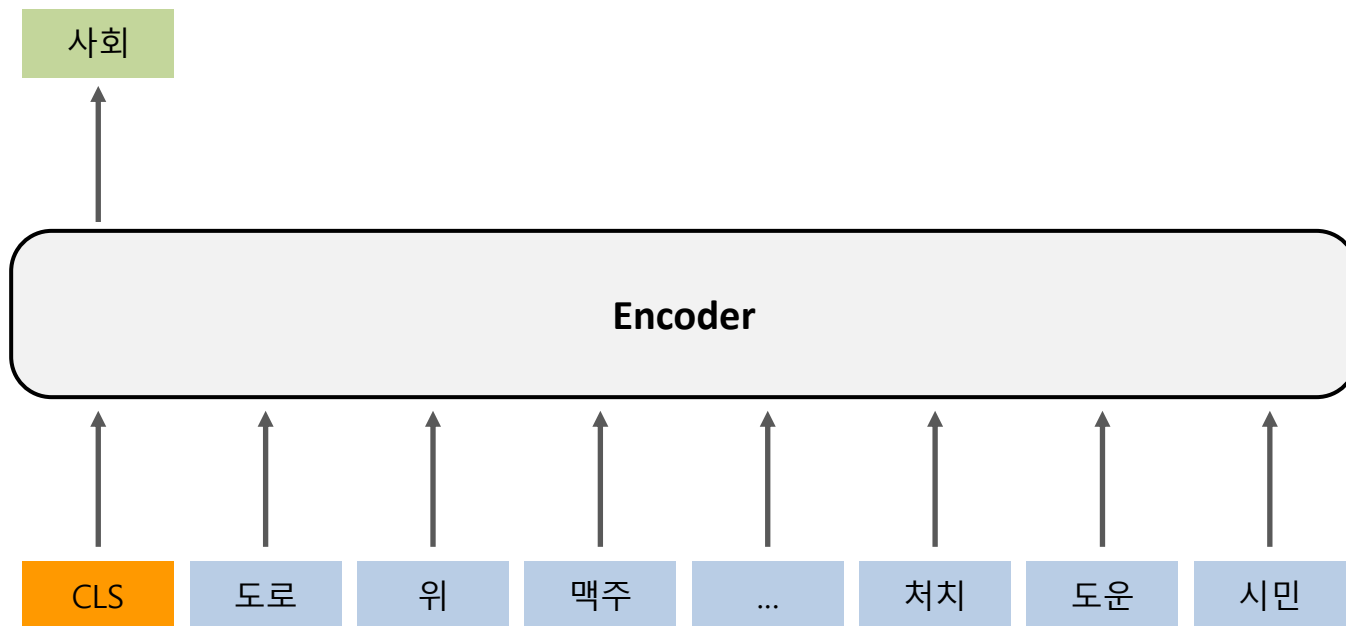 사회
Encoder
CLS 도로 위 맥주 ... 처치 도운 시민